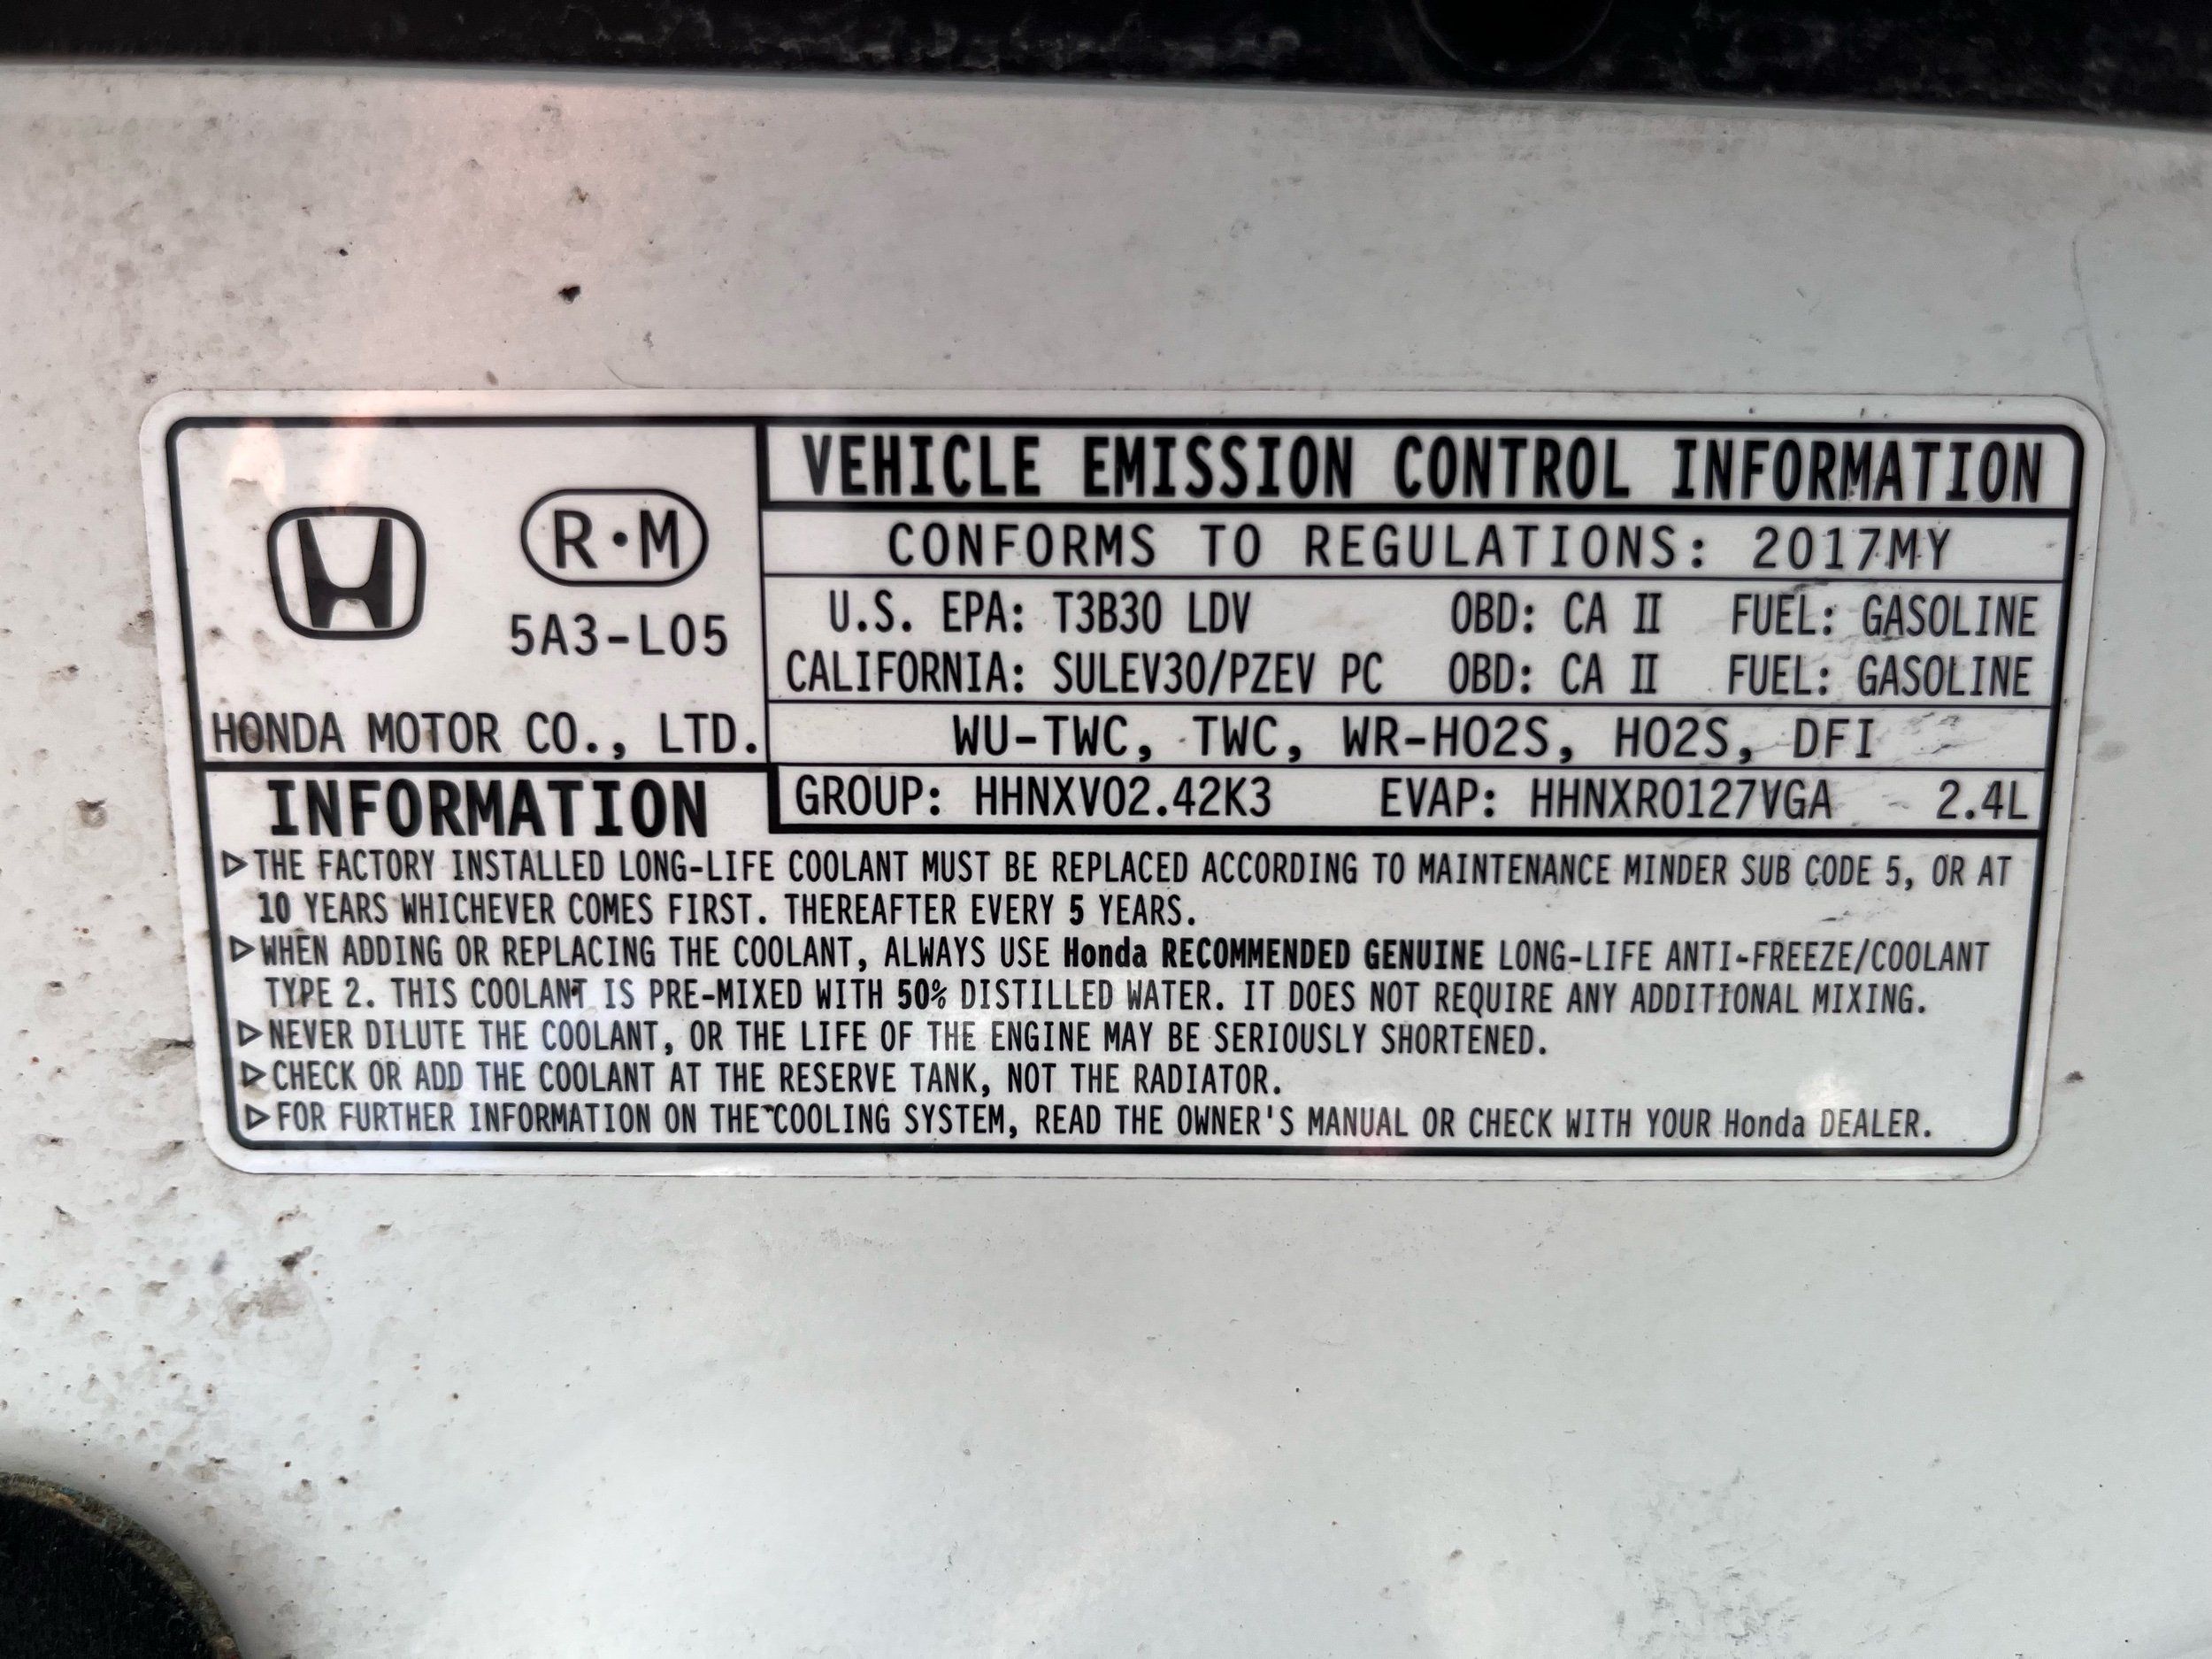 VEHICLE EMISSION CONTROL INFORMATION
R·M
5A3-L05
HONDA MOTOR CO., LTD.
CONFORMS TO REGULATIONS: 2017MY
U.S. EPA: T3B30 LDV OBD: CA II FUEL: GASOLINE
CALIFORNIA: SULEV30/PZEV PC OBD: CA II FUEL: GASOLINE
WU-TWC, TWC, WR-HO2S, HO2S, DFI
GROUP: HHNXV02.42K3 EVAP: HHNXR0127VGA 2.4L
INFORMATION
▷THE FACTORY INSTALLED LONG-LIFE COOLANT MUST BE REPLACED ACCORDING TO MAINTENANCE MINDER SUB CODE 5, OR AT
10 YEARS WHICHEVER COMES FIRST. THEREAFTER EVERY 5 YEARS.
▷WHEN ADDING OR REPLACING THE COOLANT, ALWAYS USE Honda RECOMMENDED GENUINE LONG-LIFE ANTI-FREEZE/COOLANT
TYPE 2. THIS COOLANT IS PRE-MIXED WITH 50% DISTILLED WATER. IT DOES NOT REQUIRE ANY ADDITIONAL MIXING.
▷NEVER DILUTE THE COOLANT, OR THE LIFE OF THE ENGINE MAY BE SERIOUSLY SHORTENED.
▷CHECK OR ADD THE COOLANT AT THE RESERVE TANK, NOT THE RADIATOR.
▷FOR FURTHER INFORMATION ON THE COOLING SYSTEM, READ THE OWNER'S MANUAL OR CHECK WITH YOUR Honda DEALER.